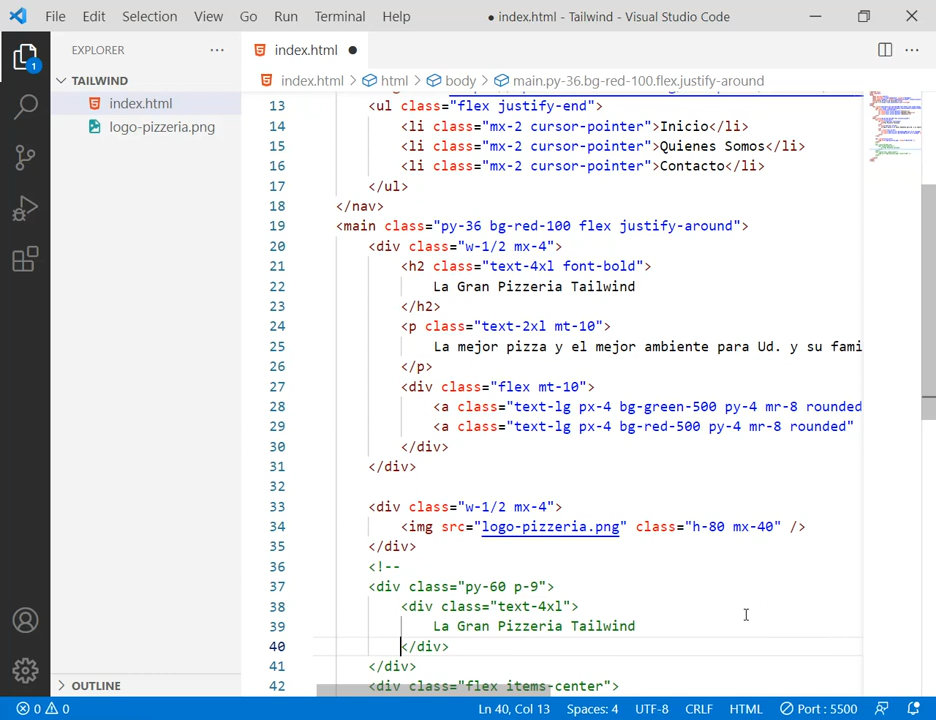 File Edit Selection View Go Run Terminal Help ● index.html - Tailwind - Visual Studio Code
EXPLORER
TAILWIND
index.html
logo-pizzeria.png
OUTLINE
1
index.html
index.html > html > body > main.py-36.bg-red-100.flex.justify-around
13 <ul class="flex justify-end">
14 <li class="mx-2 cursor-pointer">Inicio</li>
15 <li class="mx-2 cursor-pointer">Quienes Somos</li>
16 <li class="mx-2 cursor-pointer">Contacto</li>
17 </ul>
18 </nav>
19 <main class="py-36 bg-red-100 flex justify-around">
20 <div class="w-1/2 mx-4">
21 <h2 class="text-4xl font-bold">
22 La Gran Pizzeria Tailwind
23 </h2>
24 <p class="text-2xl mt-10">
25 La mejor pizza y el mejor ambiente para Ud. y su fami
26 </p>
27 <div class="flex mt-10">
28 <a class="text-lg px-4 bg-green-500 py-4 mr-8 rounded
29 <a class="text-lg px-4 bg-red-500 py-4 mr-8 rounded"
30 </div>
31 </div>
32
33 <div class="w-1/2 mx-4">
34 <img src="logo-pizzeria.png" class="h-80 mx-40" />
35 </div>
36 <!--
37 <div class="py-60 p-9">
38 <div class="text-4xl">
39 La Gran Pizzeria Tailwind
40 </div>
41 </div>
42 <div class="flex items-center">
0 0 Ln 40, Col 13 Spaces: 4 UTF-8 CRLF HTML Port : 5500